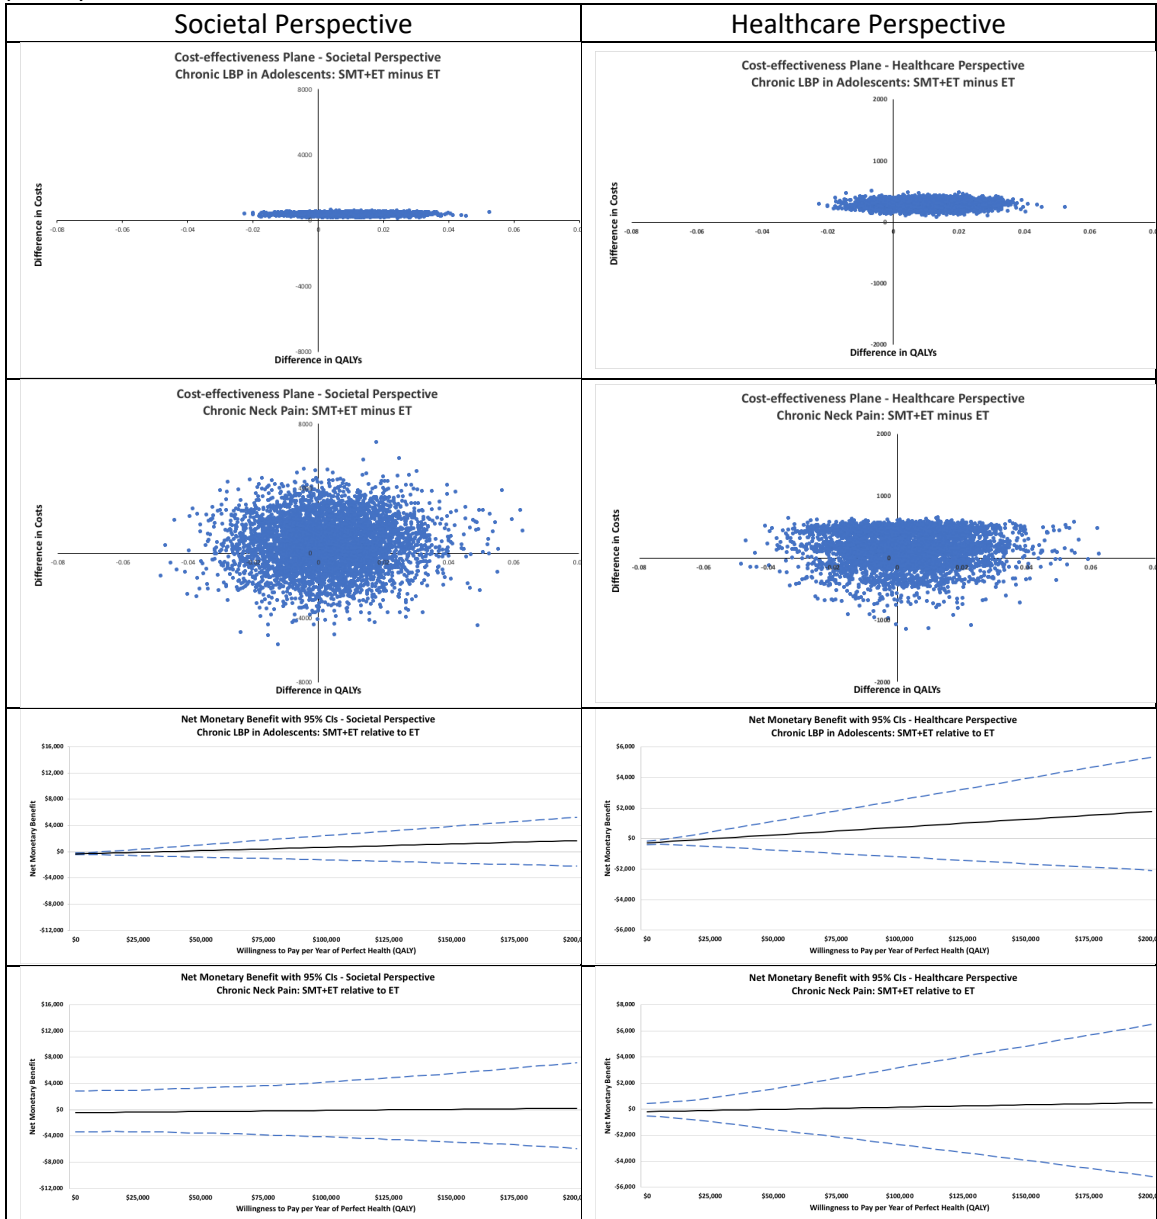 Societal Perspective
Healthcare Perspective
Cost-effectiveness Plane - Societal Perspective
Chronic LBP in Adolescents: SMT+ET minus ET
8000
4000
-0.08
-0.06
-0.04
-0.02
0
0.02
0.04
0.06
-4000
-8000
Difference in Costs
Difference in QALYs
Cost-effectiveness Plane - Healthcare Perspective
Chronic LBP in Adolescents: SMT+ET minus ET
2000
1000
0
-0.08
-0.06
-0.04
-0.02
0
0.02
0.04
0.06
-1000
-2000
Difference in Costs
Difference in QALYs
Cost-effectiveness Plane - Societal Perspective
Chronic Neck Pain: SMT+ET minus ET
8000
0
-0.08
-0.06
-0.04
0.06
-4000
-8000
Difference in Costs
Difference in QALYs
Cost-effectiveness Plane - Healthcare Perspective
Chronic Neck Pain: SMT+ET minus ET
2000
1000
0
-0.08
-0.06
-0.04
0.04
0.06
-1000
-2000
Difference in Costs
Difference in QALYs
Net Monetary Benefit with 95% CIs - Societal Perspective
Chronic LBP in Adolescents: SMT+ET relative to ET
$16,000
$12,000
$8,000
$4,000
$0
-$4,000
-$8,000
-$12,000
Net Monetary Benefit
$0 $25,000 $50,000 $75,000 $100,000 $125,000 $150,000 $175,000 $200,
Willingness to Pay per Year of Perfect Health (QALY)
Net Monetary Benefit with 95% CIs - Healthcare Perspective
Chronic LBP in Adolescents: SMT+ET relative to ET
$6,000
$4,000
$2,000
$0
-$2,000
-$4,000
-$6,000
Net Monetary Benefit
$0 $25,000 $50,000 $75,000 $100,000 $125,000 $150,000 $175,000 $200,
Willingness to Pay per Year of Perfect Health (QALY)
Net Monetary Benefit with 95% CIs - Societal Perspective
Chronic Neck Pain: SMT+ET relative to ET
$16,000
$12,000
$8,000
$4,000
$0
-$4,000
-$8,000
-$12,000
Net Monetary Benefit
$0 $25,000 $50,000 $75,000 $100,000 $125,000 $150,000 $175,000 $200,
Willingness to Pay per Year of Perfect Health (QALY)
Net Monetary Benefit with 95% CIs - Healthcare Perspective
Chronic Neck Pain: SMT+ET relative to ET
$8,000
$6,000
$4,000
$2,000
$0
-$2,000
-$4,000
-$6,000
Net Monetary Benefit
$0 $25,000 $50,000 $75,000 $100,000 $125,000 $150,000 $175,000 $200,
Willingness to Pay per Year of Perfect Health (QALY)